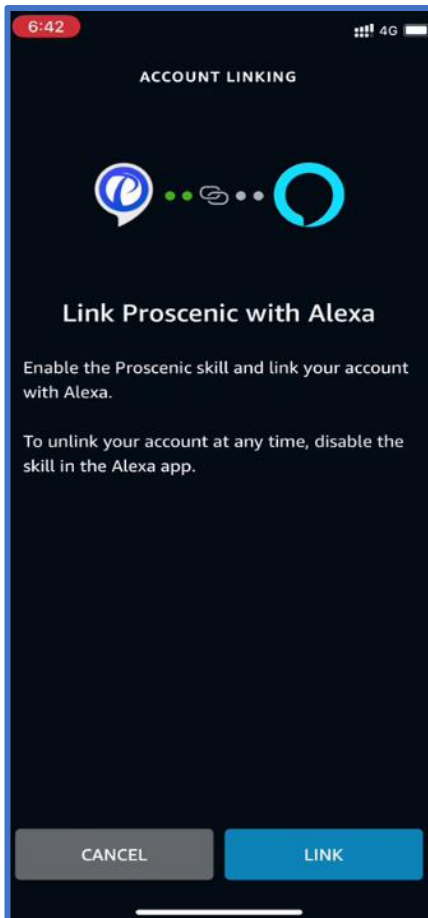 6:42
4G
ACCOUNT LINKING
Link Proscenic with Alexa
Enable the Proscenic skill and link your account
with Alexa.
To unlink your account at any time, disable the
skill in the Alexa app.
CANCEL
LINK